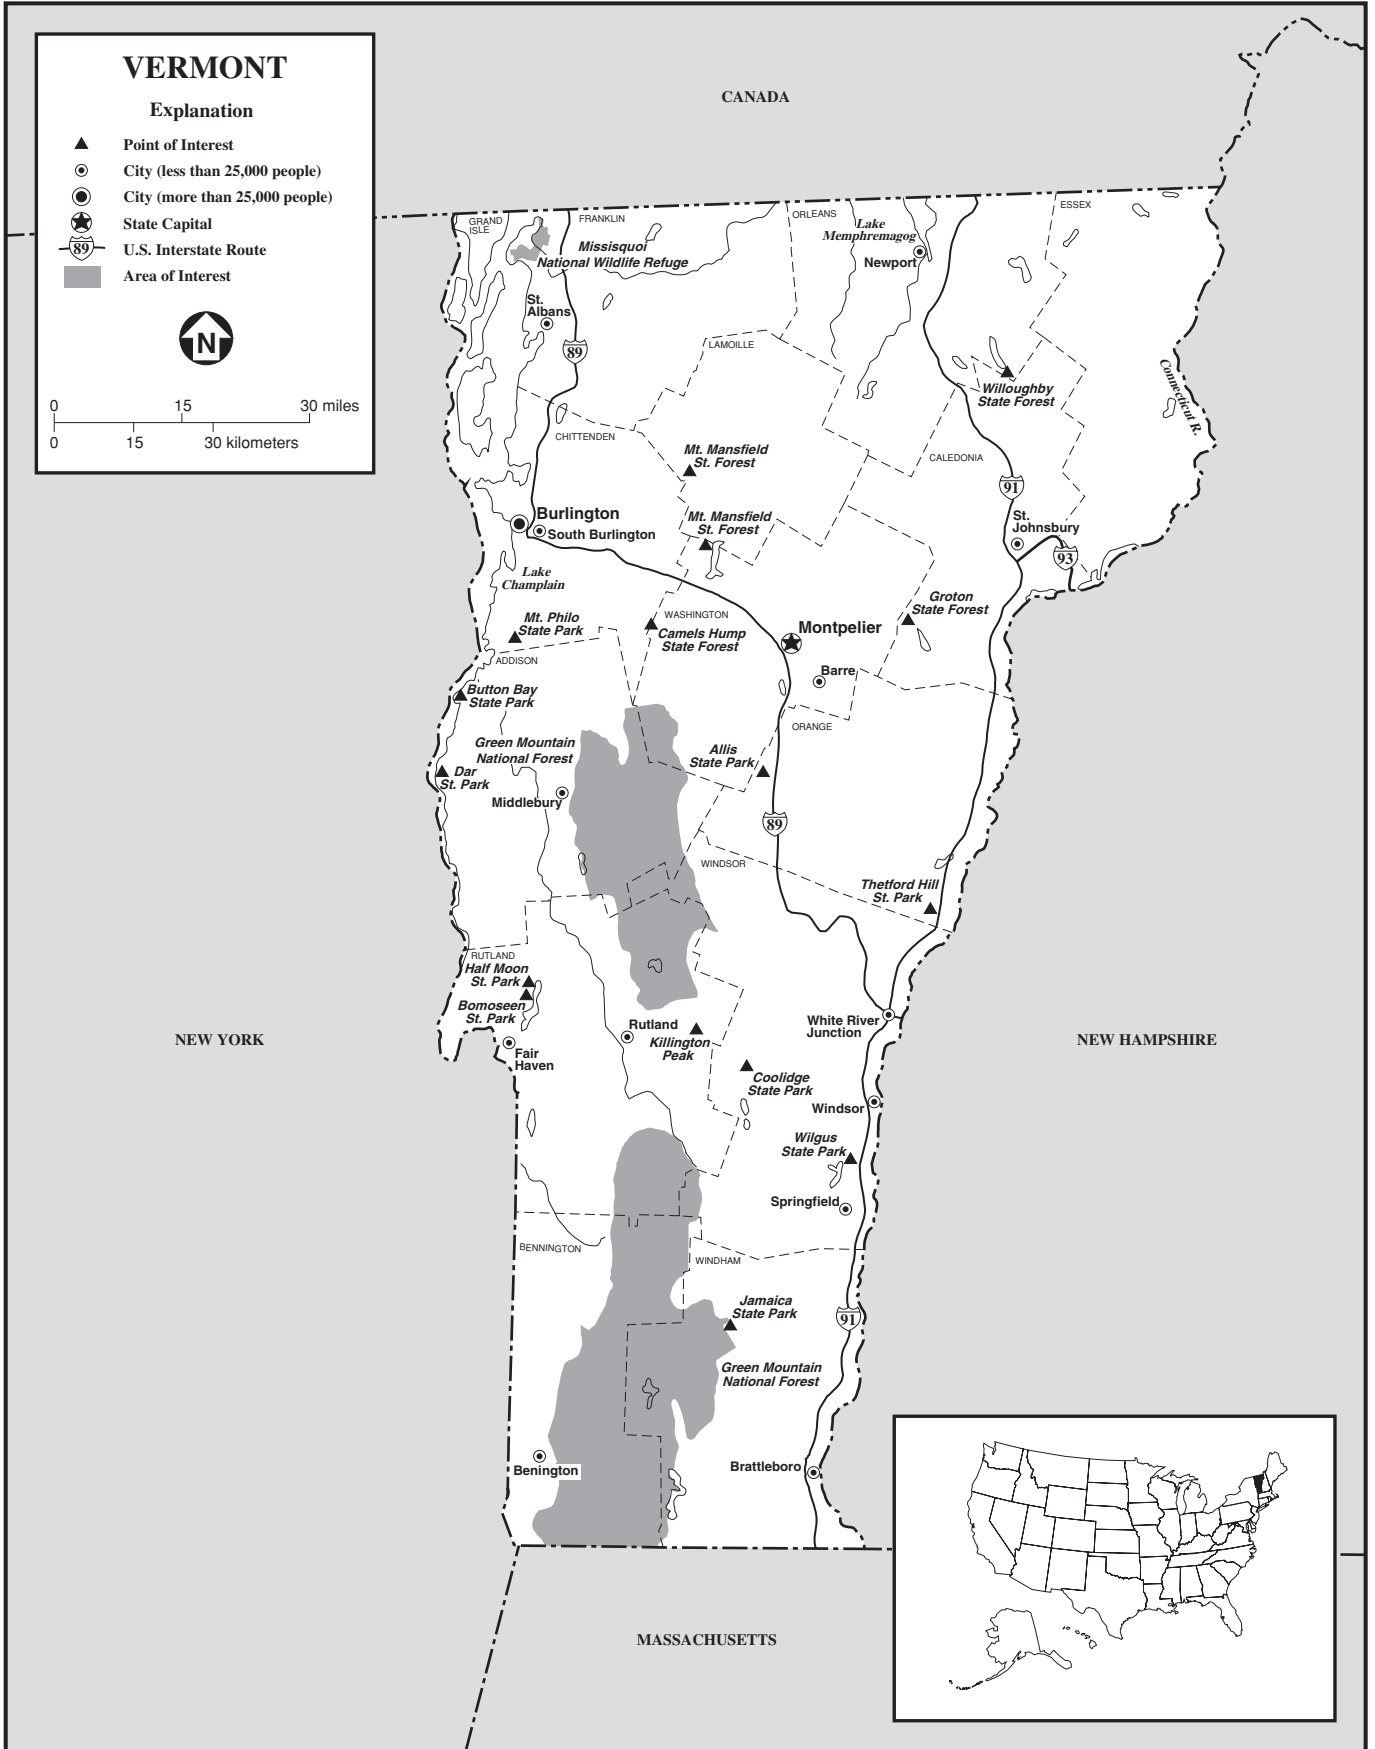 VERMONT
Explanation
Point of Interest
City (less than 25,000 people)
City (more than 25,000 people)
State Capital
89
U.S. Interstate Route
Area of Interest
N
0 15 30 miles
0 15 30 kilometers
CANADA
GRAND
ISLE
FRANKLIN
ORLEANS
ESSEX
Missisquoi
National Wildlife Refuge
Lake
Memphremagog
Newport
St.
Albans
89
LAMOILLE
Willoughby
State Forest
Connecticut R.
CHITTENDEN
Mt. Mansfield
St. Forest
CALEDONIA
91
Burlington
South Burlington
Mt. Mansfield
St. Forest
St.
Johnsbury
93
Lake
Champlain
Mt. Philo
State Park
WASHINGTON
Camels Hump
State Forest
Montpelier
Groton
State Forest
ADDISON
Barre
Button Bay
State Park
ORANGE
Green Mountain
National Forest
Allis
State Park
Dar
St. Park
Middlebury
89
WINDSOR
Thetford Hill
St. Park
RUTLAND
Half Moon
St. Park
Bomoseen
St. Park
Rutland
Killington
Peak
White River
Junction
NEW YORK
NEW HAMPSHIRE
Fair
Haven
Coolidge
State Park
Windsor
Wilgus
State Park
Springfield
BENNINGTON
WINDHAM
Jamaica
State Park
91
Green Mountain
National Forest
Benington
Brattleboro
MASSACHUSETTS